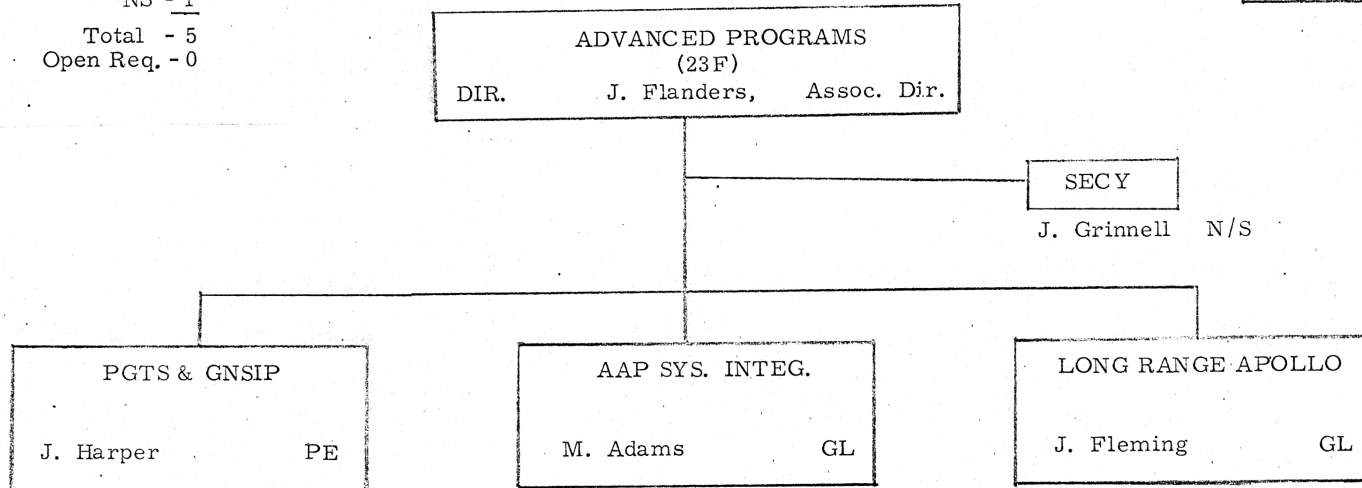 NS - 1
Total - 5
Open Req. - 0
ADVANCED PROGRAMS
(23F)
DIR. J. Flanders, Assoc. Dir.
SECY
J. Grinnell N/S
PGTS & GNSIP
J. Harper PE
AAP SYS. INTEG.
M. Adams GL
LONG RANGE APOLLO
J. Fleming GL